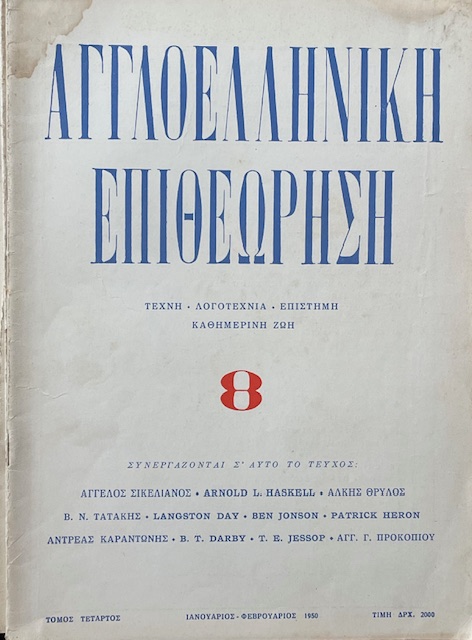 ΑΓΓΛΟΕΛΛΗΝΙΚΗ
ΕΠΙΘΕΩΡΗΣΗ
ΤΕΧΝΗ • ΛΟΓΟΤΕΧΝΙΑ • ΕΠΙΣΤΗΜΗ
ΚΑΘΗΜΕΡΙΝΗ ΖΩΗ
8
ΣΥΝΕΡΓΑΖΟΝΤΑΙ Σ' ΑΥΤΟ ΤΟ ΤΕΥΧΟΣ:
ΑΓΓΕΛΟΣ ΣΙΚΕΛΙΑΝΟΣ • ARNOLD L. HASKELL • ΑΛΚΗΣ ΘΡΥΛΟΣ
Β. Ν. ΤΑΤΑΚΗΣ • LANGSTON DAY • BEN JONSON • PATRICK HERON
ΑΝΤΡΕΑΣ ΚΑΡΑΝΤΩΝΗΣ • B. T. DARBY • T. E. JESSOP • ΑΓΓ. Γ. ΠΡΟΚΟΠΙΟΥ
ΤΟΜΟΣ ΤΕΤΑΡΤΟΣ ΙΑΝΟΥΑΡΙΟΣ - ΦΕΒΡΟΥΑΡΙΟΣ 1950 ΤΙΜΗ ΔΡΧ. 2000